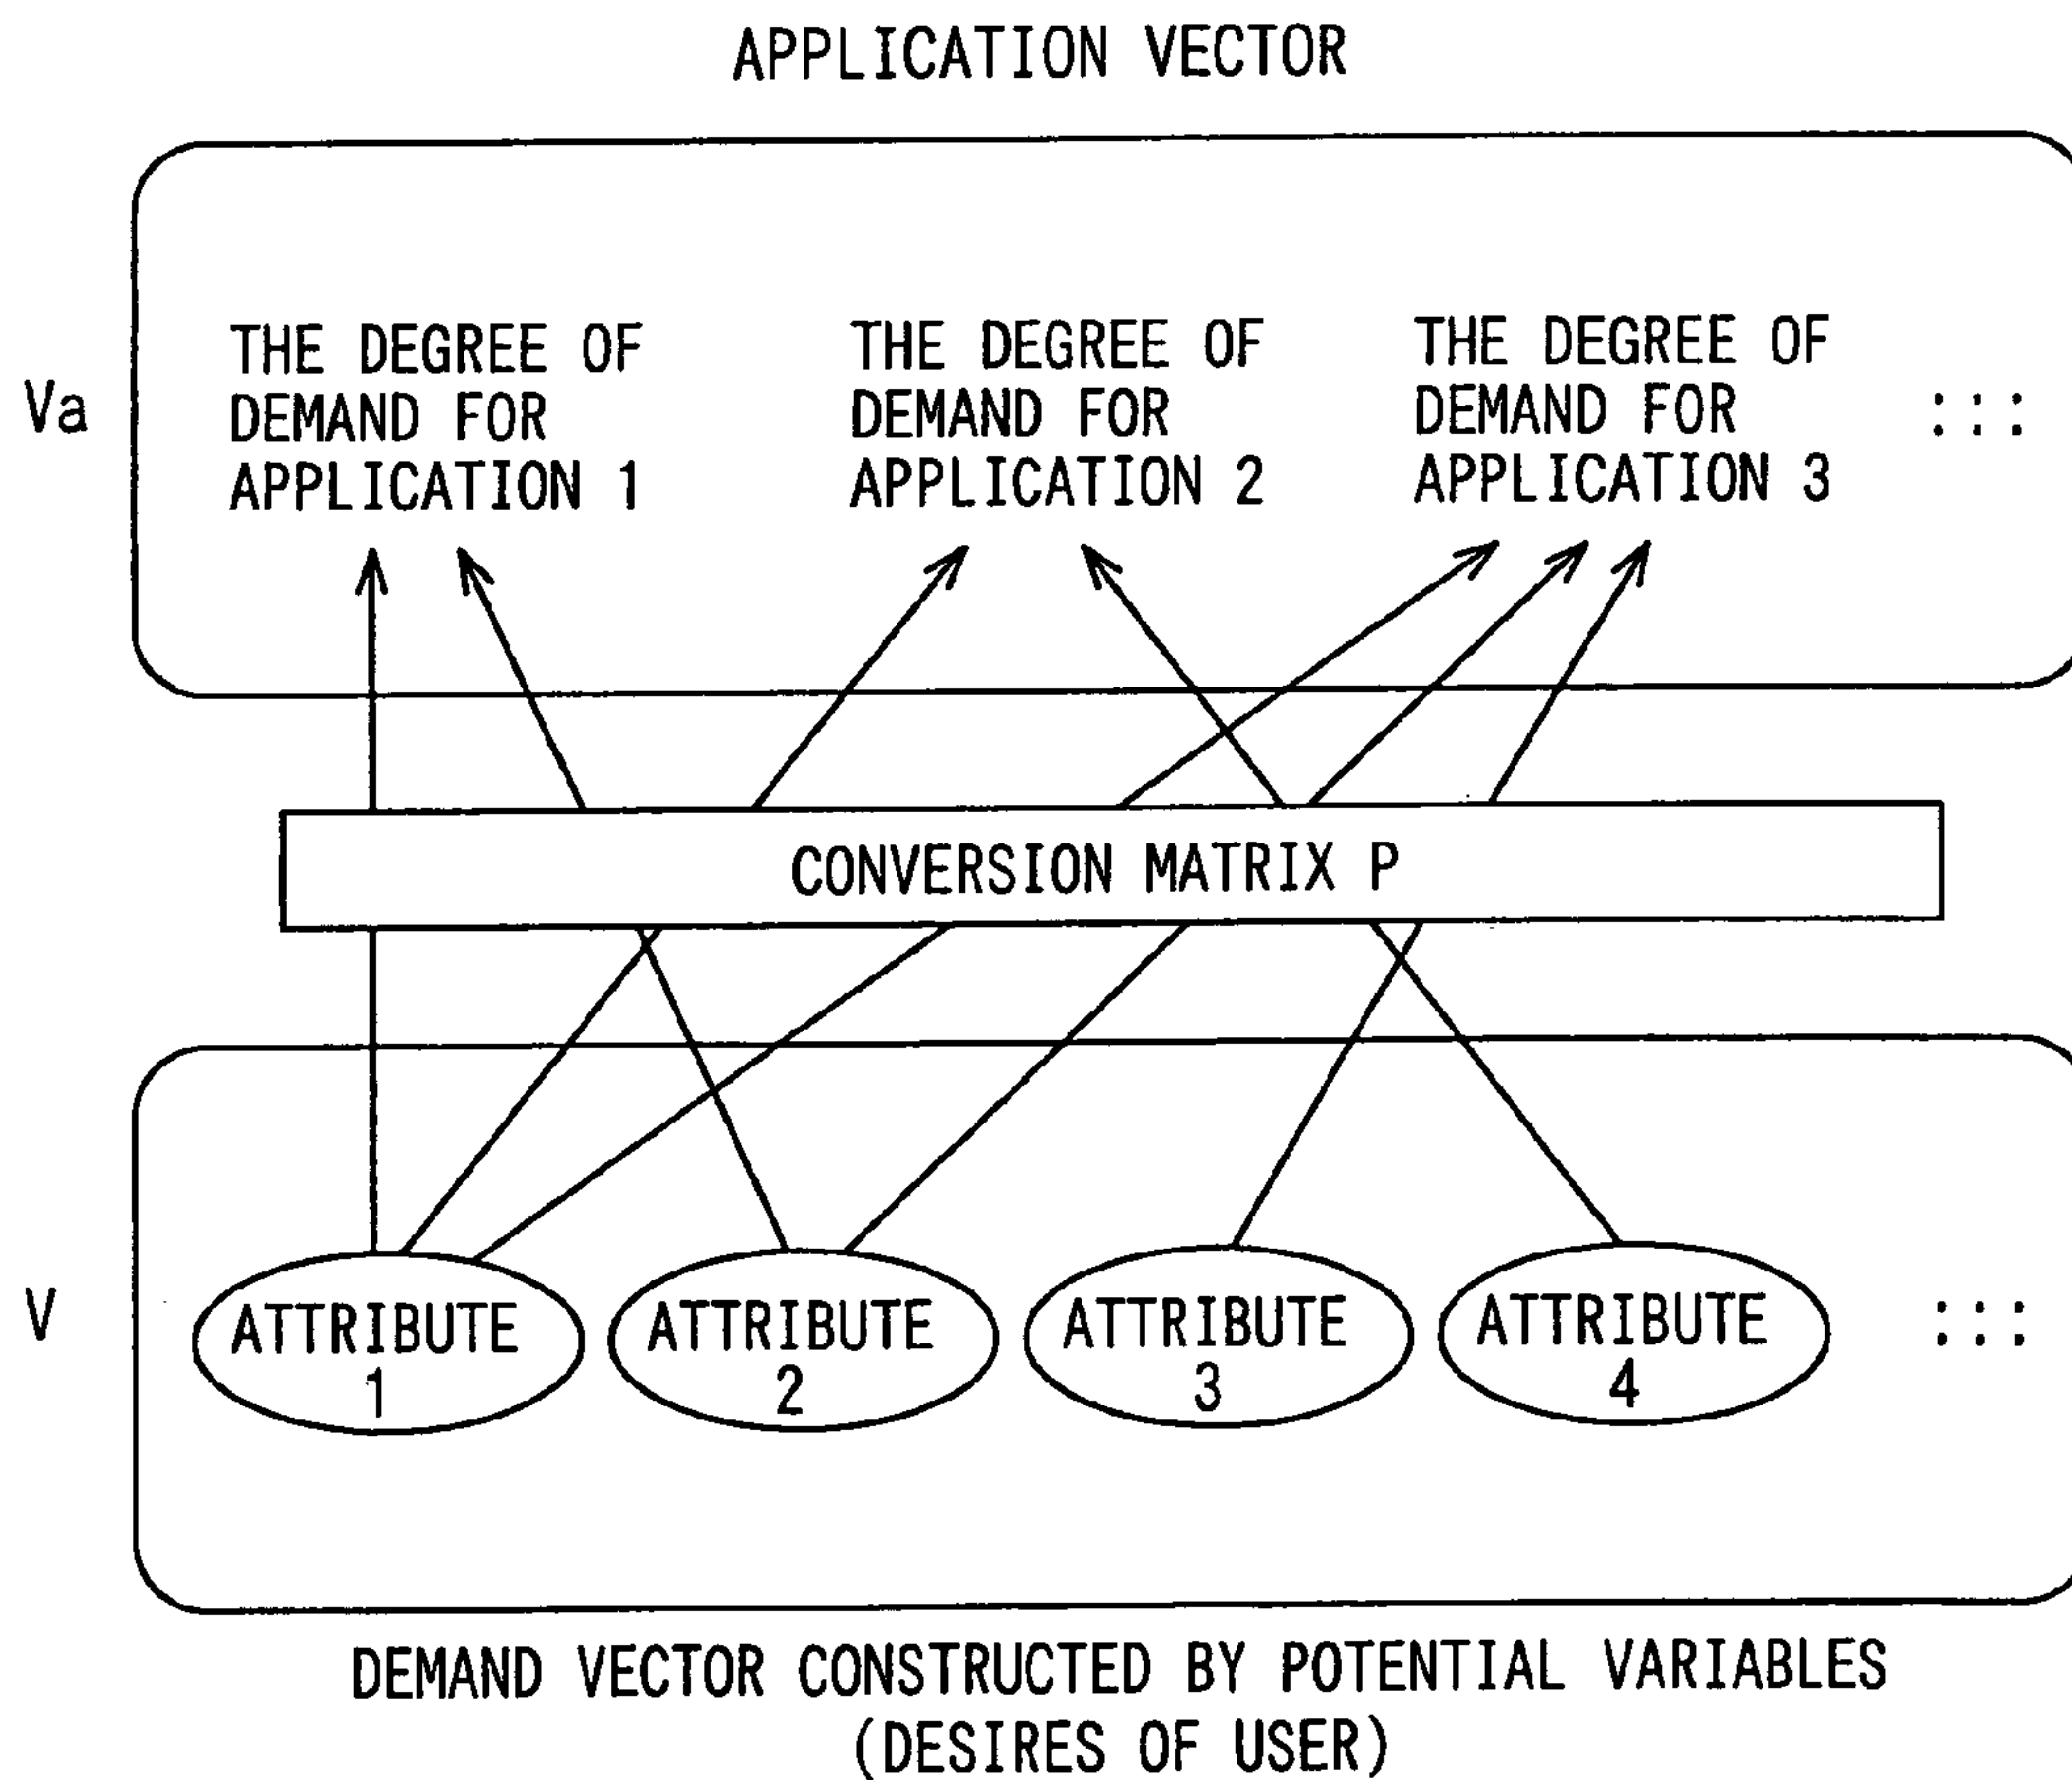 APPLICATION VECTOR
Va
THE DEGREE OF
DEMAND FOR
APPLICATION 1
THE DEGREE OF
DEMAND FOR
APPLICATION 2
THE DEGREE OF
DEMAND FOR
APPLICATION 3
:::
CONVERSION MATRIX P
V
ATTRIBUTE
1
ATTRIBUTE
2
ATTRIBUTE
3
ATTRIBUTE
4
:::
DEMAND VECTOR CONSTRUCTED BY POTENTIAL VARIABLES
(DESIRES OF USER)